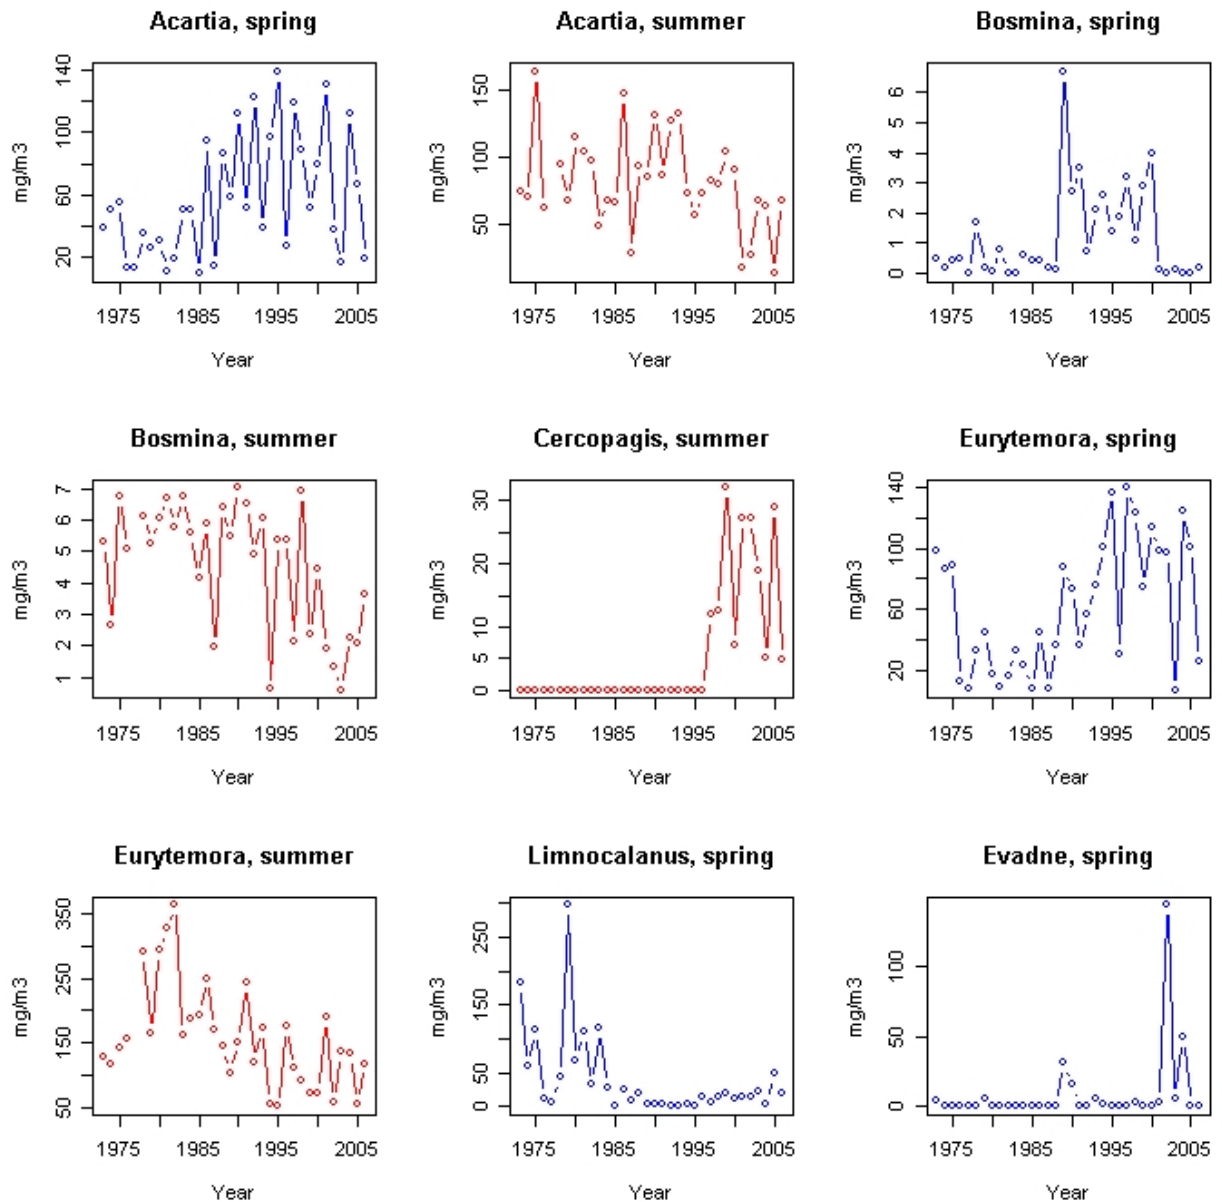 Acartia, spring
mg/m3
140
100
60
20
1975 1985 1995 2005
Year
Acartia, summer
mg/m3
150
100
50
1975 1985 1995 2005
Year
Bosmina, spring
mg/m3
6
5
4
3
2
1
0
1975 1985 1995 2005
Year
Bosmina, summer
mg/m3
7
6
5
4
3
2
1
1975 1985 1995 2005
Year
Cercopagis, summer
mg/m3
30
20
10
5
0
1975 1985 1995 2005
Year
Eurytemora, spring
mg/m3
140
100
60
20
1975 1985 1995 2005
Year
Eurytemora, summer
mg/m3
350
250
150
50
1975 1985 1995 2005
Year
Limnocalanus, spring
mg/m3
250
150
50
0
1975 1985 1995 2005
Year
Evadne, spring
mg/m3
100
50
0
1975 1985 1995 2005
Year